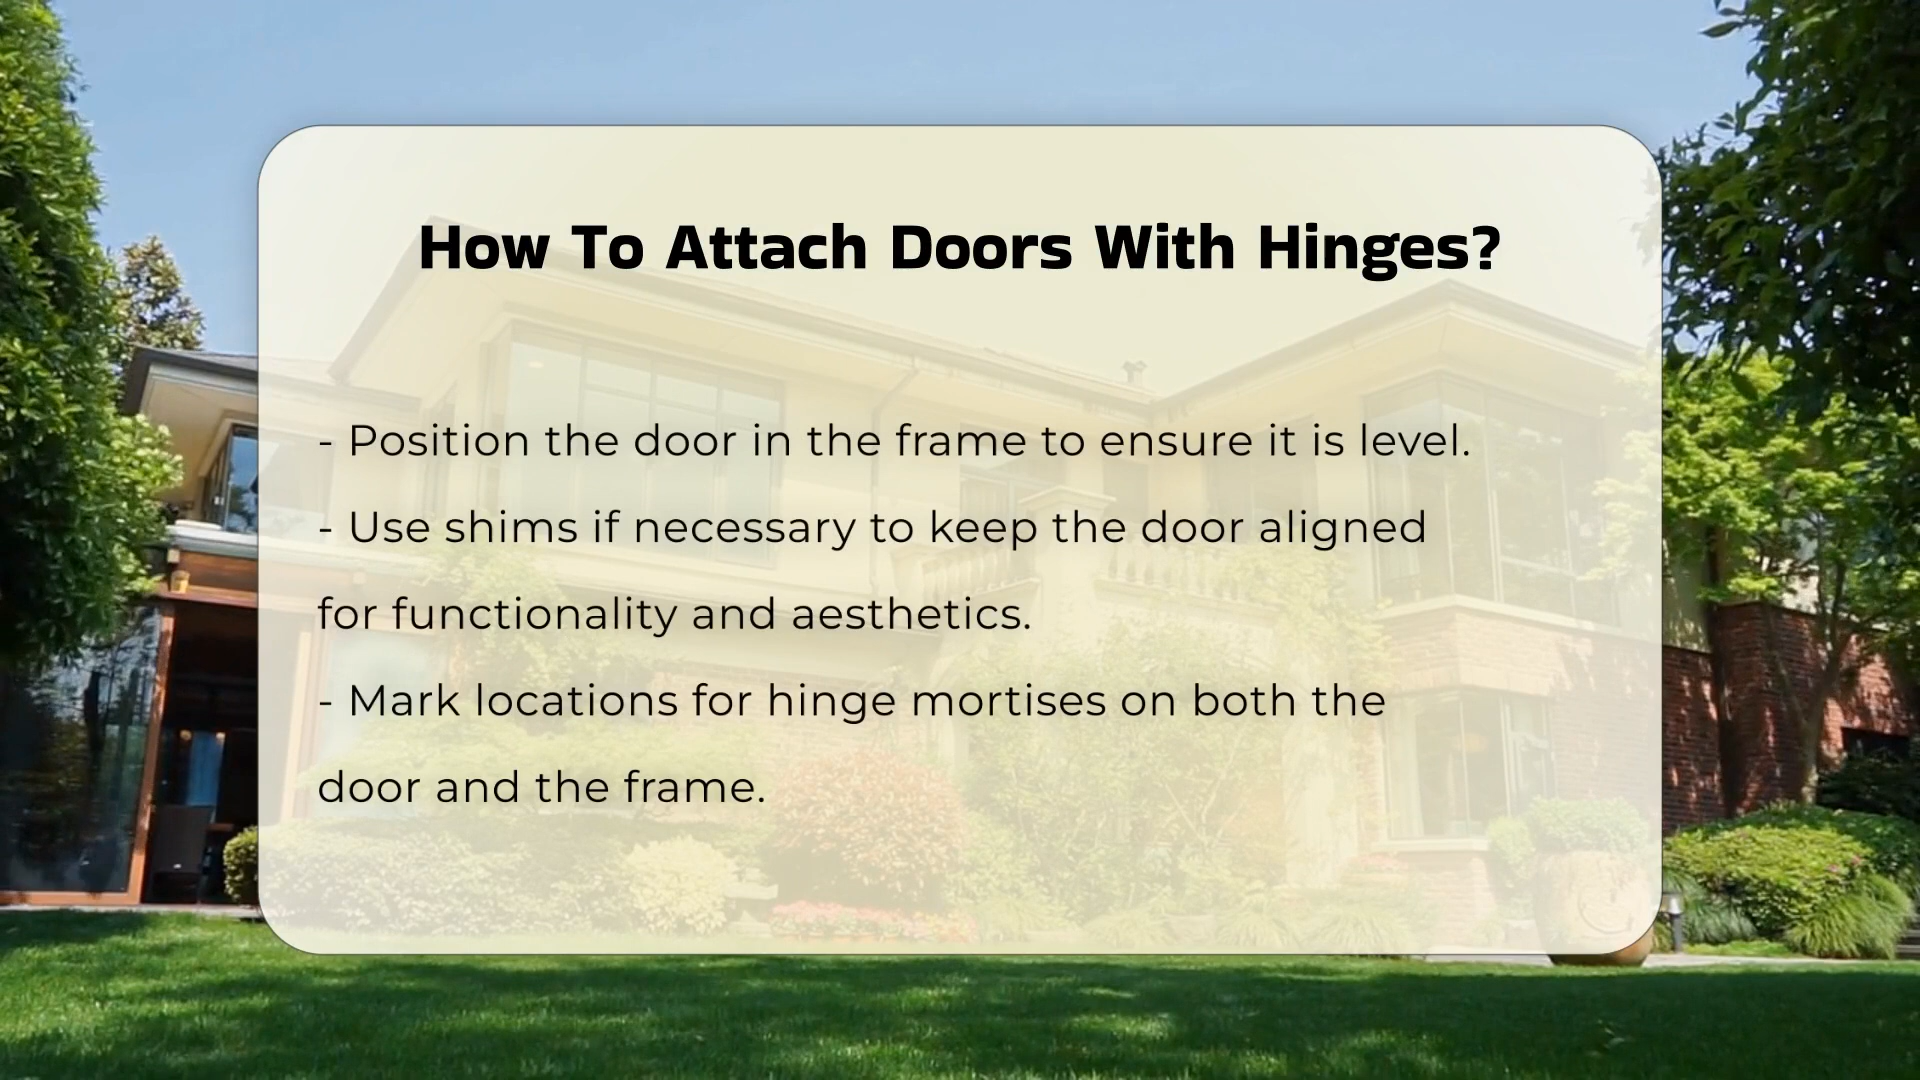 How To Attach Doors With Hinges?
- Position the door in the frame to ensure it is level.
- Use shims if necessary to keep the door aligned
for functionality and aesthetics.
- Mark locations for hinge mortises on both the
door and the frame.